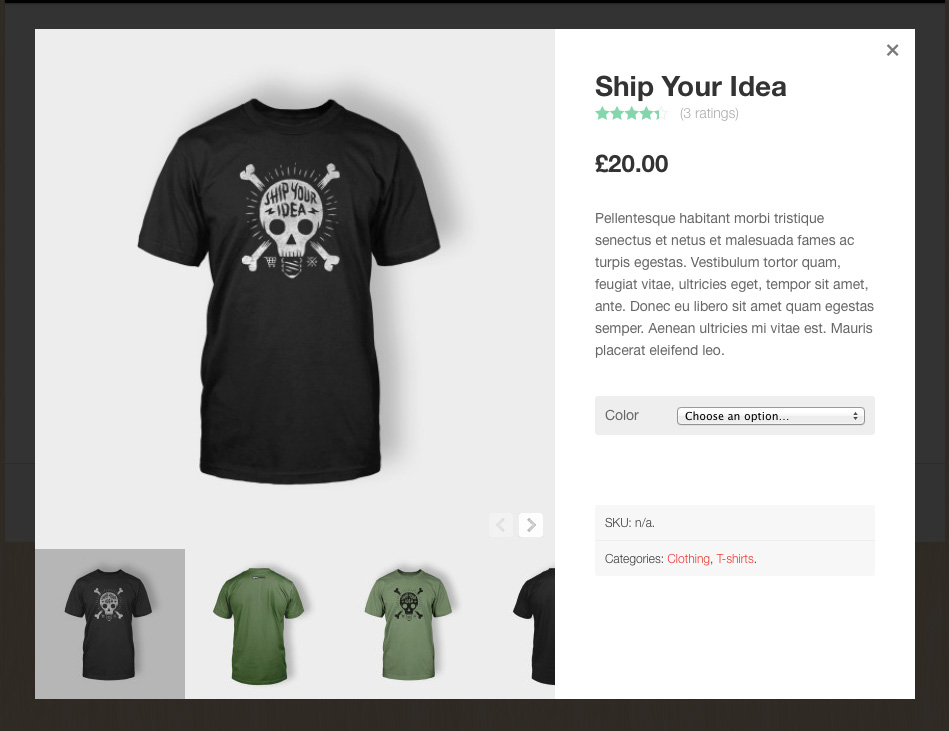 SHIP YOUR
IDEA
Ship Your Idea
(3 ratings)
£20.00
Pellentesque habitant morbi tristique
senectus et netus et malesuada fames ac
turpis egestas. Vestibulum tortor quam,
feugiat vitae, ultricies eget, tempor sit amet,
ante. Donec eu libero sit amet quam egestas
semper. Aenean ultricies mi vitae est. Mauris
placerat eleifend leo.
Color Choose an option...
SKU: n/a.
Categories: Clothing, T-shirts.